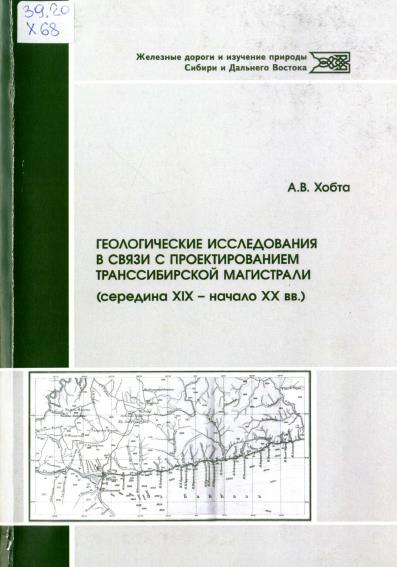 39.20
Х68
Железные дороги и изучение природы
Сибири и Дальнего Востока
А.В. Хобта
ГЕОЛОГИЧЕСКИЕ ИССЛЕДОВАНИЯ
В СВЯЗИ С ПРОЕКТИРОВАНИЕМ
ТРАНССИБИРСКОЙ МАГИСТРАЛИ
(середина XIX – начало XX вв.)
Б а й к а л ъ